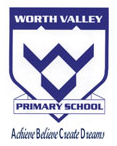 WORTH VALLEY
PRIMARY SCHOOL
Achieve Believe Create Dreams